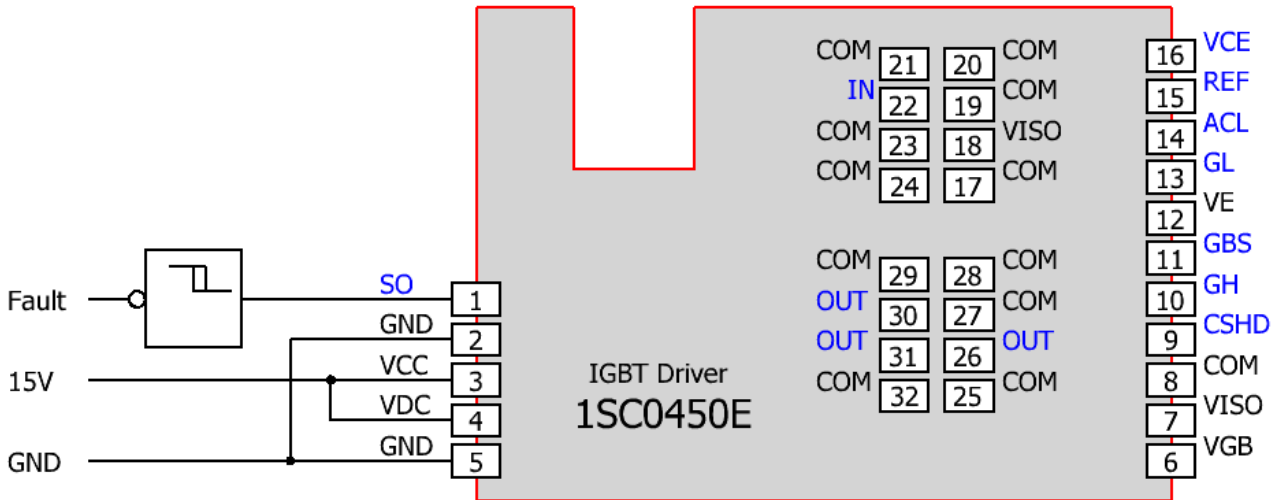 COM 21 20 COM
IN 22 19 COM
COM 23 18 VISO
COM 24 17 COM
COM 29 28 COM
OUT 30 27 COM
OUT 31 26 OUT
COM 32 25 COM
16 VCE
15 REF
14 ACL
13 GL
12 VE
11 GBS
10 GH
9 CSHD
8 COM
7 VISO
6 VGB
Fault
SO 1
GND 2
15V
VCC 3
VDC 4
GND
GND 5
IGBT Driver
1SC0450E